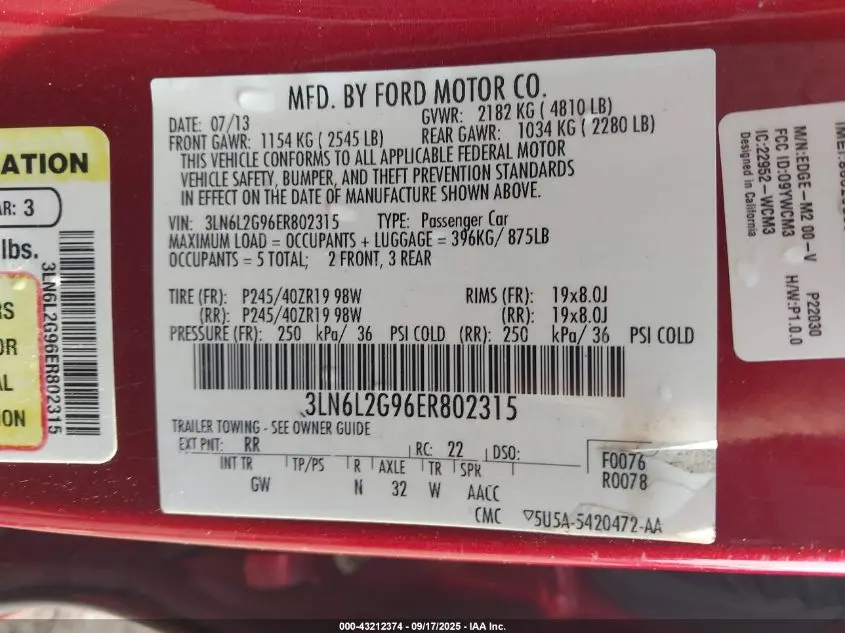 MFD. BY FORD MOTOR CO.
DATE: 07/13
GVWR: 2182 KG ( 4810 LB)
FRONT GAWR: 1154 KG ( 2545 LB)
REAR GAWR: 1034 KG ( 2280 LB)
THIS VEHICLE CONFORMS TO ALL APPLICABLE FEDERAL MOTOR
VEHICLE SAFETY, BUMPER, AND THEFT PREVENTION STANDARDS
IN EFFECT ON THE DATE OF MANUFACTURE SHOWN ABOVE.
VIN: 3LN6L2G96ER802315 TYPE: Passenger Car
MAXIMUM LOAD = OCCUPANTS + LUGGAGE = 396KG/ 875LB
OCCUPANTS = 5 TOTAL; 2 FRONT, 3 REAR
TIRE (FR): P245/40ZR19 98W RIMS (FR): 19x8.0J
(RR): P245/40ZR19 98W (RR): 19x8.0J
PRESSURE (FR): 250 kPa/ 36 PSI COLD (RR): 250 kPa/ 36 PSI COLD
3LN6L2G96ER802315
TRAILER TOWING - SEE OWNER GUIDE
EXT PNT: RR RC: 22 DSO:
INT TR TP/PS R AXLE TR SPR
GW N 32 W AACC
CMC
F0076
R0078
▽5U5A-5420472-AA
ATION
AR: 3
lbs.
RS
OR
AL
ION
3LN6L2G96ER802315
M/N:EDGE-M2 00-V P22030
FCC ID:09YWCM3 H/W:P1.0.0
IC:22952-WCM3
Designed in California
000-43212374 - 09/17/2025 - IAA Inc.